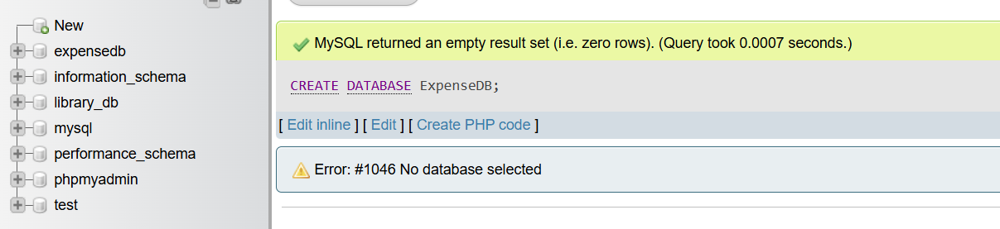 New
expensedb
information_schema
library_db
mysql
performance_schema
phpmyadmin
test
MySQL returned an empty result set (i.e. zero rows). (Query took 0.0007 seconds.)
CREATE DATABASE ExpenseDB;
[ Edit inline ] [ Edit ] [ Create PHP code ]
Error: #1046 No database selected